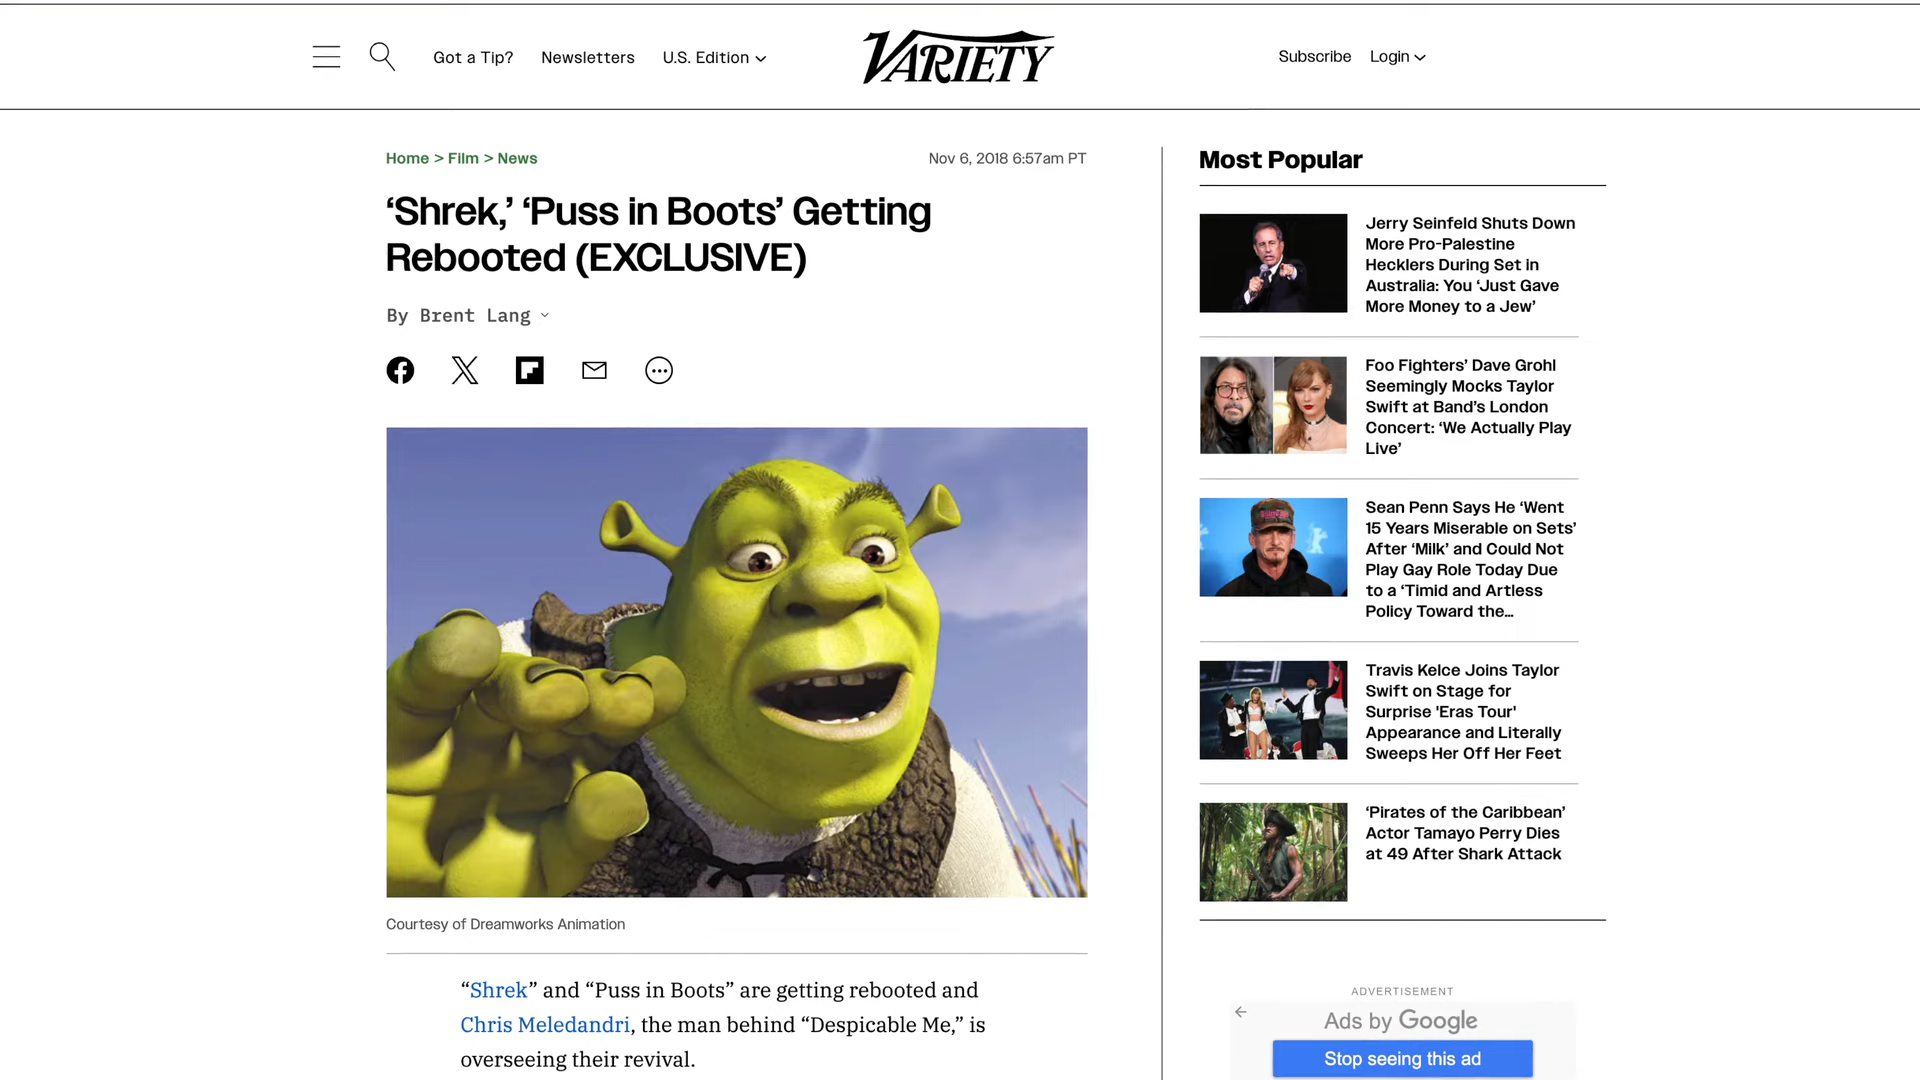 Got a Tip?
Newsletters
U.S. Edition
VARIETY
Subscribe
Login
Home > Film > News
Nov 6, 2018 6:57am PT
‘Shrek,’ ‘Puss in Boots’ Getting
Rebooted (EXCLUSIVE)
By Brent Lang
Courtesy of Dreamworks Animation
“Shrek” and “Puss in Boots” are getting rebooted and
Chris Meledandri, the man behind “Despicable Me,” is
overseeing their revival.
Most Popular
Jerry Seinfeld Shuts Down
More Pro-Palestine
Hecklers During Set in
Australia: You ‘Just Gave
More Money to a Jew’
Foo Fighters’ Dave Grohl
Seemingly Mocks Taylor
Swift at Band’s London
Concert: ‘We Actually Play
Live’
Sean Penn Says He ‘Went
15 Years Miserable on Sets’
After ‘Milk’ and Could Not
Play Gay Role Today Due
to a ‘Timid and Artless
Policy Toward the...
Travis Kelce Joins Taylor
Swift on Stage for
Surprise 'Eras Tour'
Appearance and Literally
Sweeps Her Off Her Feet
‘Pirates of the Caribbean’
Actor Tamayo Perry Dies
at 49 After Shark Attack
ADVERTISEMENT
Ads by Google
Stop seeing this ad